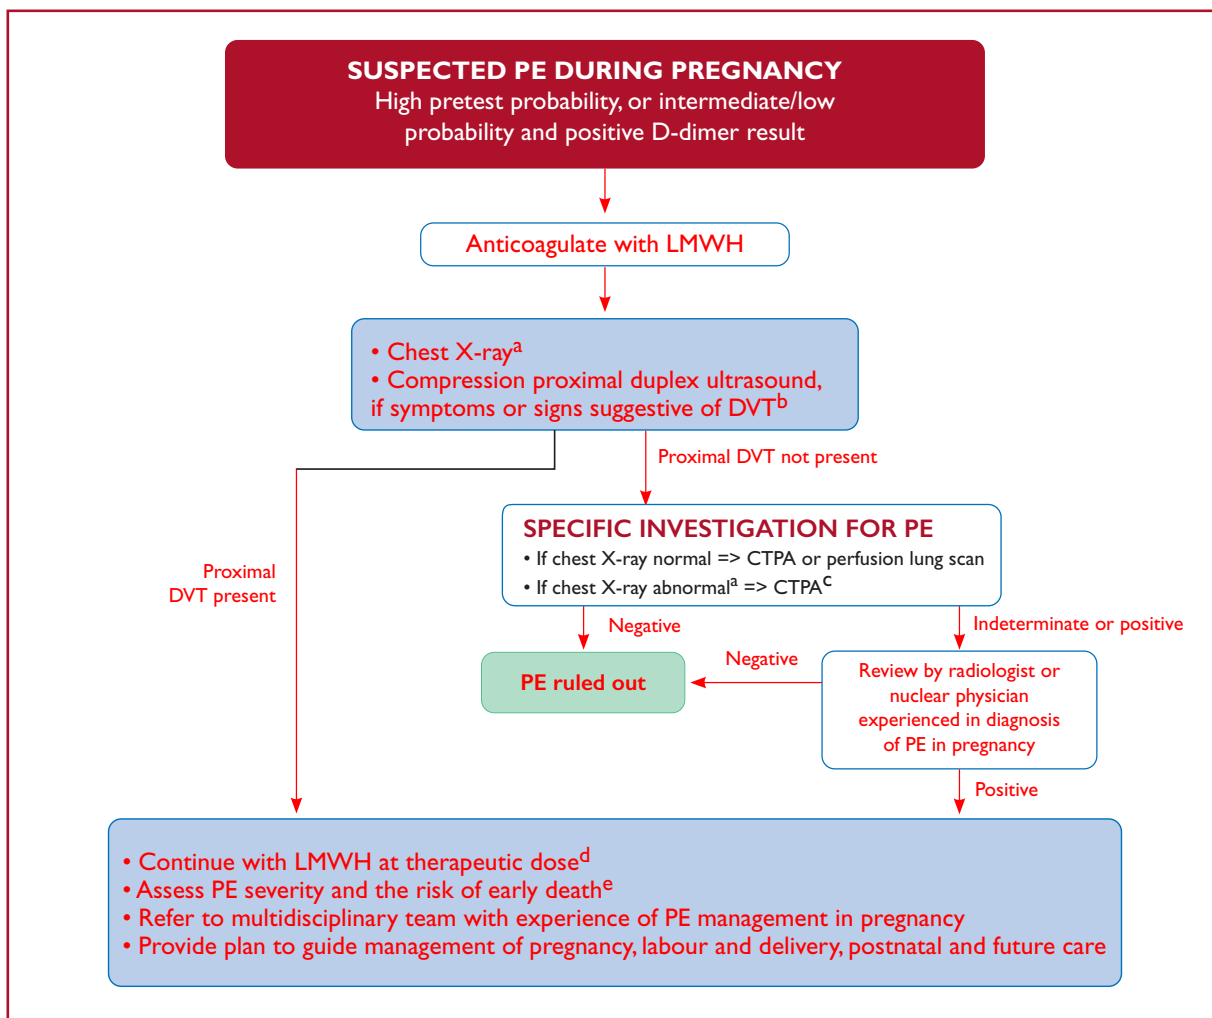 SUSPECTED PE DURING PREGNANCY
High pretest probability, or intermediate/low
probability and positive D-dimer result
Anticoagulate with LMWH
• Chest X-rayᵃ
• Compression proximal duplex ultrasound,
if symptoms or signs suggestive of DVTᵇ
Proximal DVT not present
SPECIFIC INVESTIGATION FOR PE
• If chest X-ray normal => CTPA or perfusion lung scan
• If chest X-ray abnormalᵃ => CTPAᶜ
Proximal
DVT present
Negative
Indeterminate or positive
PE ruled out
Negative
Review by radiologist or
nuclear physician
experienced in diagnosis
of PE in pregnancy
Positive
• Continue with LMWH at therapeutic doseᵈ
• Assess PE severity and the risk of early deathᵉ
• Refer to multidisciplinary team with experience of PE management in pregnancy
• Provide plan to guide management of pregnancy, labour and delivery, postnatal and future care